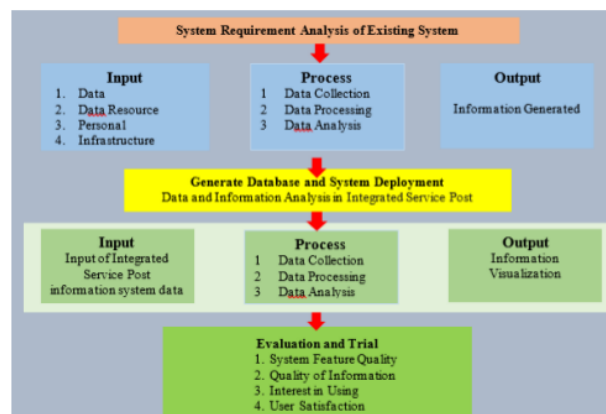 System Requirement Analysis of Existing System
Input
1. Data
2. Data Resource
3. Personal
4. Infrastructure
Process
1 Data Collection
2 Data Processing
3 Data Analysis
Output
Information Generated
Generate Database and System Deployment
Data and Information Analysis in Integrated Service Post
Input
Input of Integrated
Service Post
information system data
Process
1 Data Collection
2 Data Processing
3 Data Analysis
Output
Information
Visualization
Evaluation and Trial
1. System Feature Quality
2. Quality of Information
3. Interest in Using
4. User Satisfaction